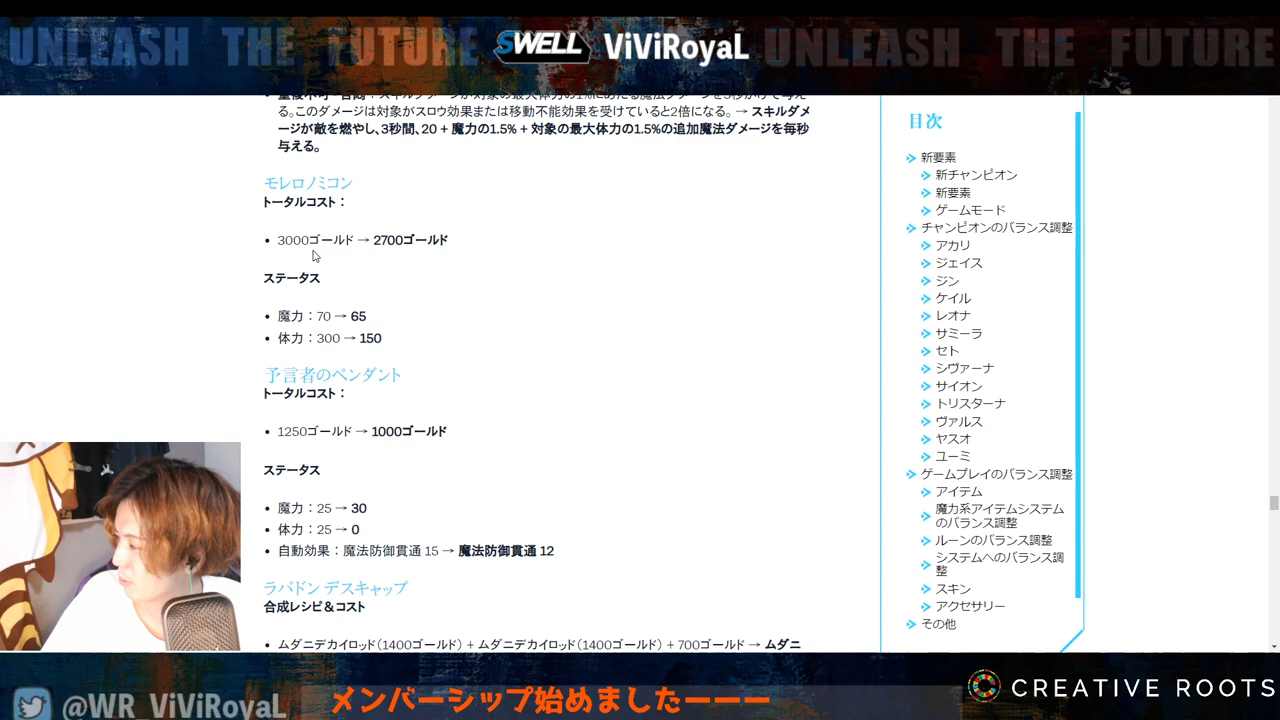 UNLEASH THE FUTURE
SWELL ViViRoyaL
UNLEASH THE FUTURE
る。このダメージは対象がスロウ効果または移動不能効果を受けていると2倍になる。→ スキルダメ
ージが敵を燃やし、3秒間、20 + 魔力の1.5% + 対象の最大体力の1.5%の追加魔法ダメージを毎秒
与える。
モレロノミコン
トータルコスト：
• 3000ゴールド → 2700ゴールド
ステータス
• 魔力：70 → 65
• 体力：300 → 150
予言者のペンダント
トータルコスト：
• 1250ゴールド → 1000ゴールド
ステータス
• 魔力：25 → 30
• 体力：25 → 0
• 自動効果：魔法防御貫通 15 → 魔法防御貫通 12
ラバドン デスキャップ
合成レシピ＆コスト
• ムダニデカイロッド（1400ゴールド）+ ムダニデカイロッド（1400ゴールド）+ 700ゴールド → ムダニ
目次
新要素
新チャンピオン
新要素
ゲームモード
チャンピオンのバランス調整
アカリ
ジェイス
ジン
ケイル
レオナ
サミーラ
セト
シヴァーナ
サイオン
トリスターナ
ヴァルス
ヤスオ
ユーミ
ゲームプレイのバランス調整
アイテム
魔力系アイテムシステム
のバランス調整
ルーンのバランス調整
システムへのバランス調
整
スキン
アクセサリー
その他
@WR_ViViRoyaL
メンバーシップ始めましたーーー
CREATIVE ROOTS